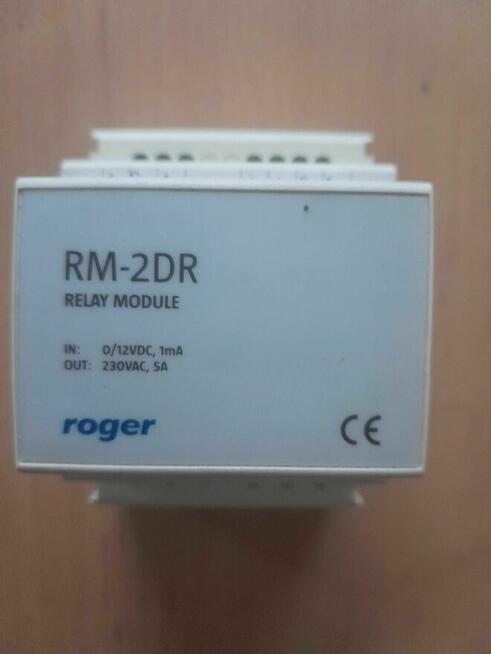 RM-2DR
RELAY MODULE
IN: 0/12VDC, 1mA
OUT: 230VAC, 5A
roger
CE